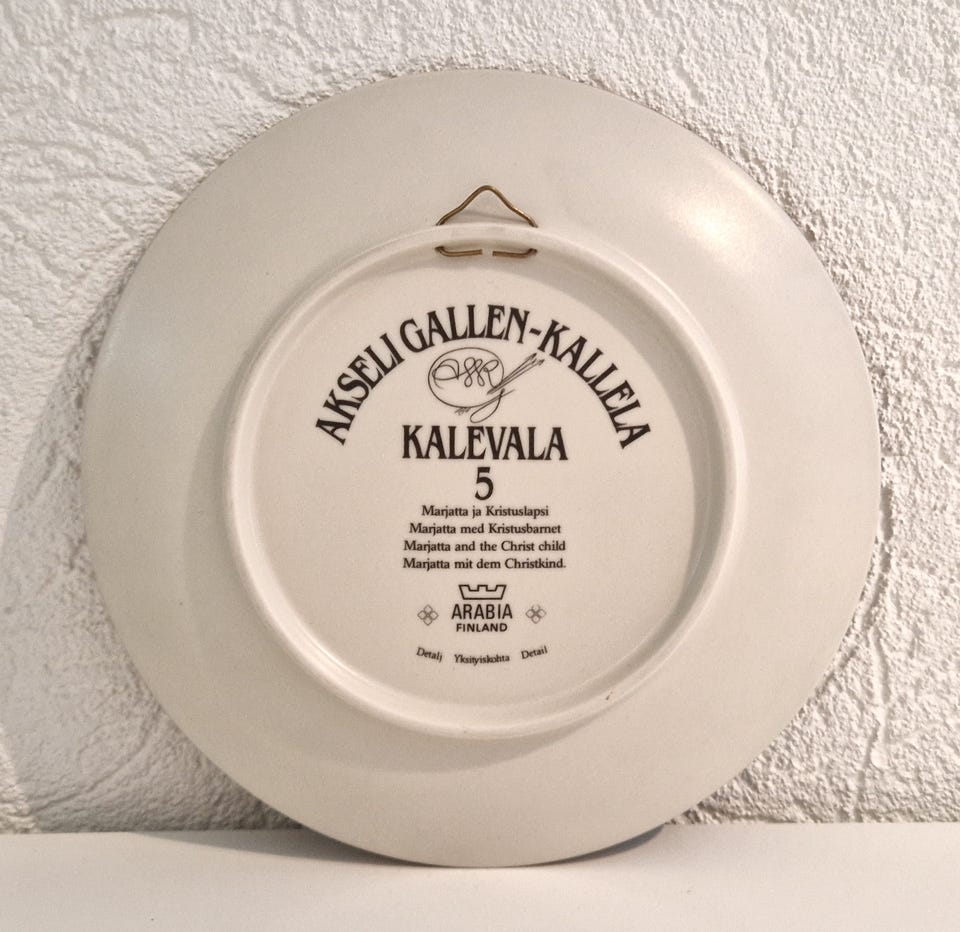 AKSELI GALLEN-KALLELA
KALEVALA
5
Marjatta ja Kristuslapsi
Marjatta med Kristusbarnet
Marjatta and the Christ child
Marjatta mit dem Christkind.
ARABIA
FINLAND
Detalj Yksityiskohta Detail